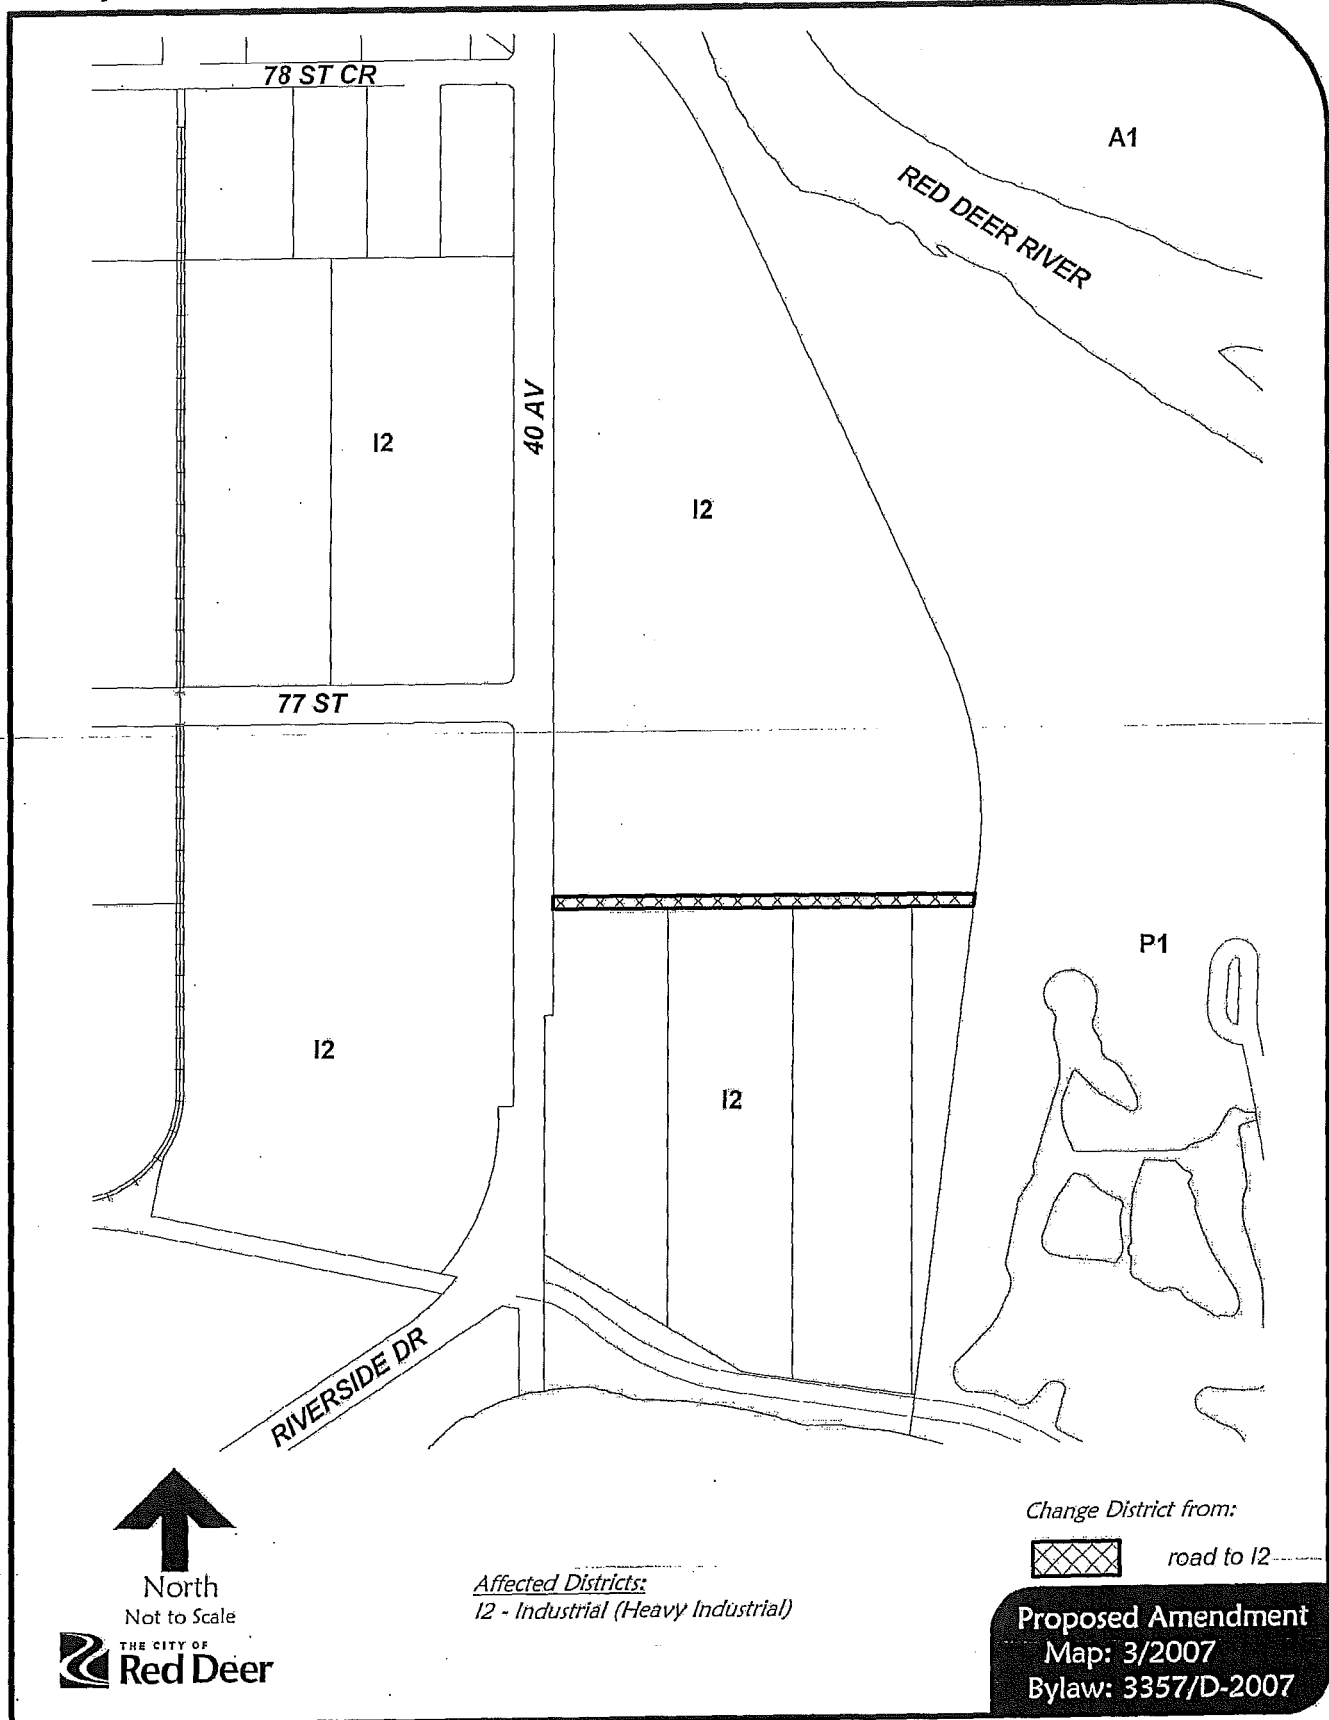 78 ST CR
A1
RED DEER RIVER
40 AV
I2
I2
77 ST
P1
I2
I2
RIVERSIDE DR
North
Not to Scale
THE CITY OF
Red Deer
Affected Districts:
I2 - Industrial (Heavy Industrial)
Change District from:
road to I2
Proposed Amendment
Map: 3/2007
Bylaw: 3357/D-2007